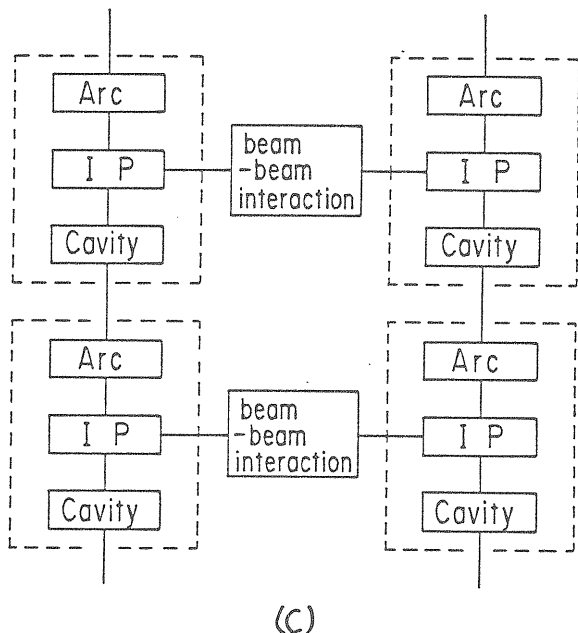 Arc
I P
Cavity
beam
-beam
interaction
Arc
I P
Cavity
Arc
I P
Cavity
beam
-beam
interaction
Arc
I P
Cavity
(C)